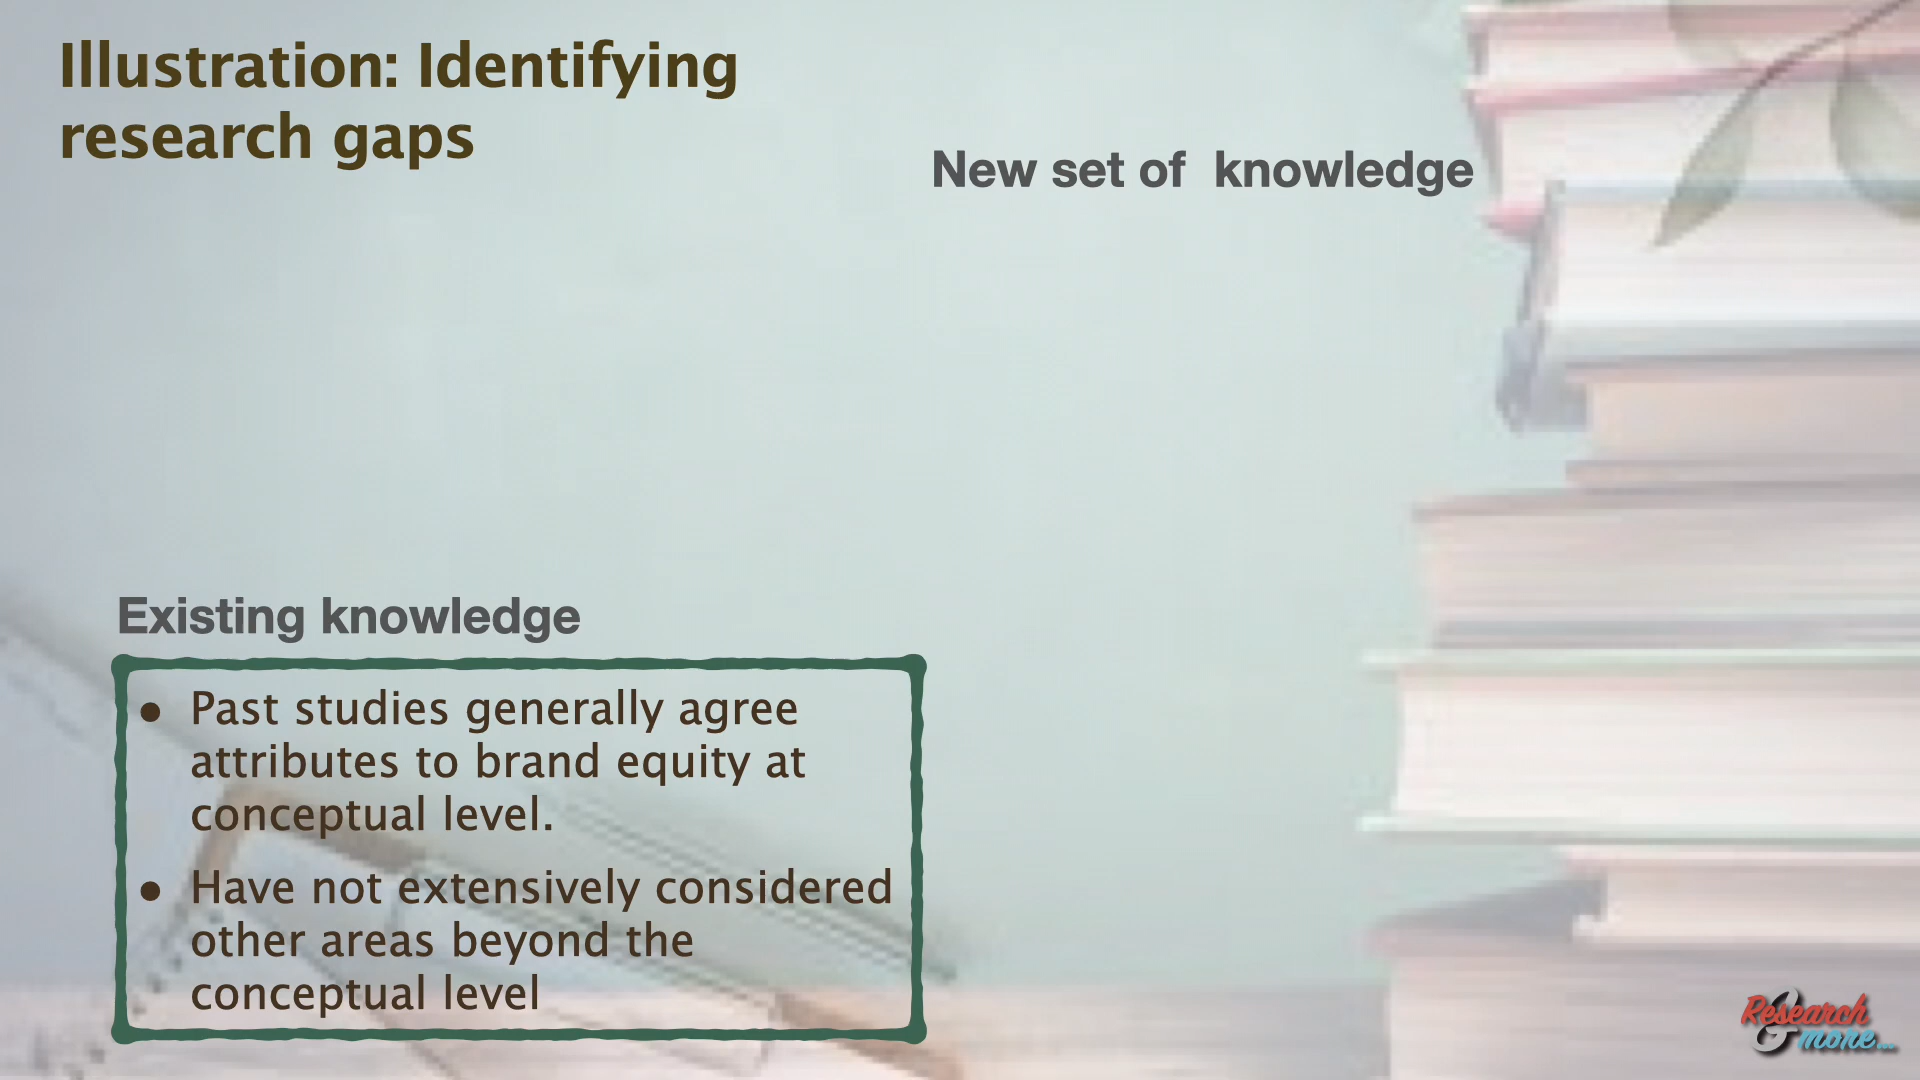 Illustration: Identifying
research gaps
New set of  knowledge
Existing knowledge
• Past studies generally agree
attributes to brand equity at
conceptual level.
• Have not extensively considered
other areas beyond the
conceptual level
Research
& more...